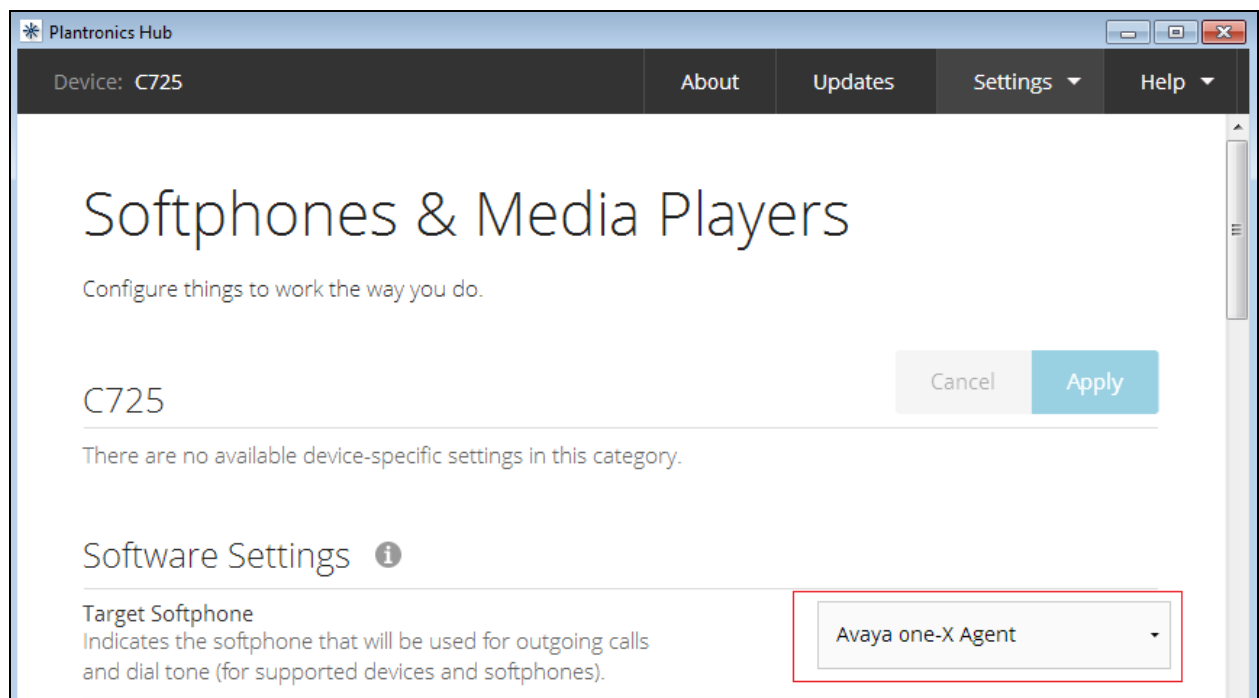 Plantronics Hub
Device: C725 About Updates Settings Help
Softphones & Media Players
Configure things to work the way you do.
Cancel Apply
C725
There are no available device-specific settings in this category.
Software Settings
Target Softphone
Indicates the softphone that will be used for outgoing calls
and dial tone (for supported devices and softphones).
Avaya one-X Agent